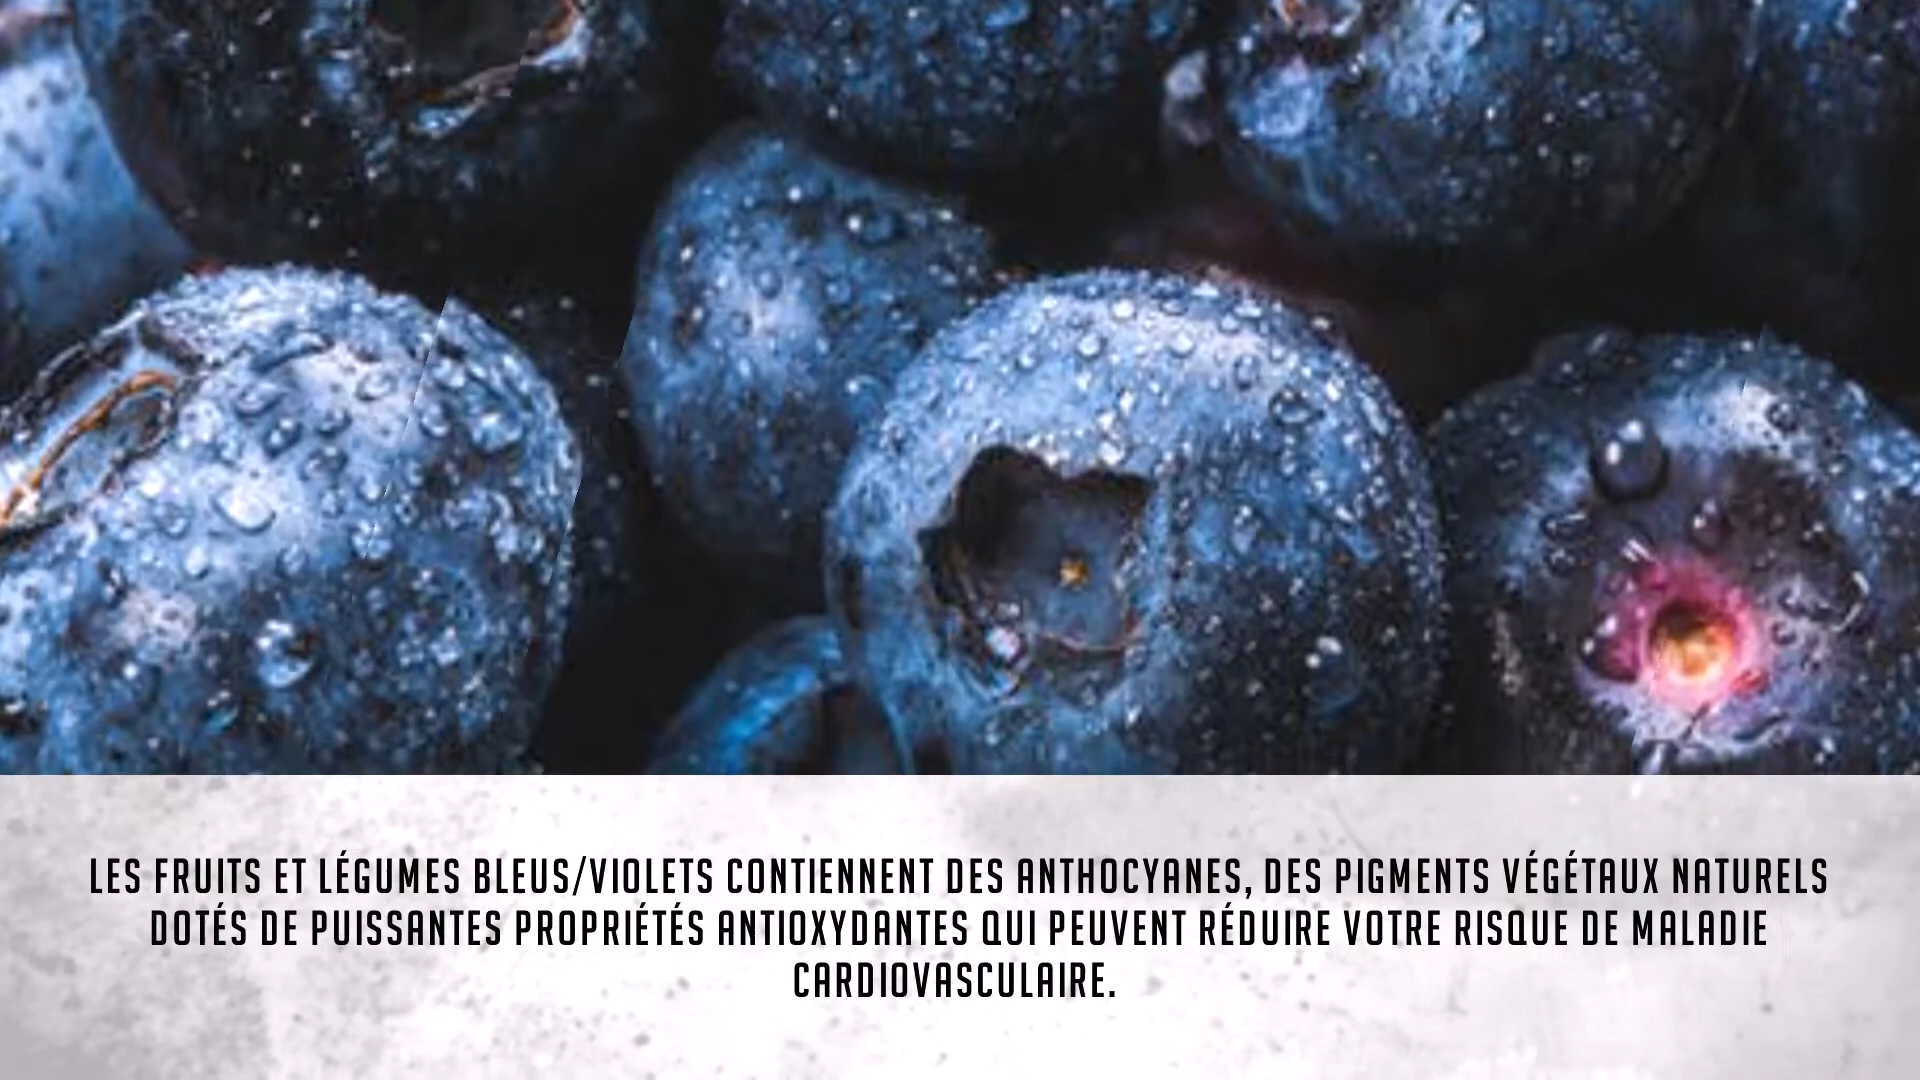 LES FRUITS ET LÉGUMES BLEUS/VIOLETS CONTIENNENT DES ANTHOCYANES, DES PIGMENTS VÉGÉTAUX NATURELS
DOTÉS DE PUISSANTES PROPRIÉTÉS ANTIOXYDANTES QUI PEUVENT RÉDUIRE VOTRE RISQUE DE MALADIE
CARDIOVASCULAIRE.